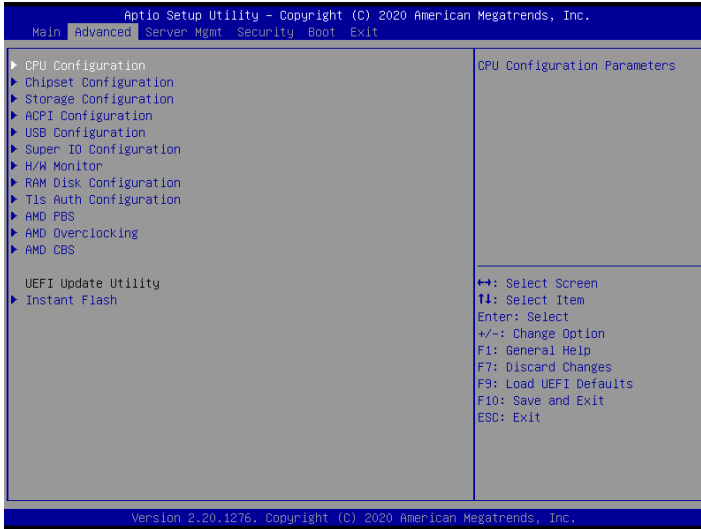 Aptio Setup Utility – Copyright (C) 2020 American Megatrends, Inc.
Main Advanced Server Mgmt Security Boot Exit
CPU Configuration
Chipset Configuration
Storage Configuration
ACPI Configuration
USB Configuration
Super IO Configuration
H/W Monitor
RAM Disk Configuration
Tls Auth Configuration
AMD PBS
AMD Overclocking
AMD CBS
UEFI Update Utility
Instant Flash
CPU Configuration Parameters
↔: Select Screen
↑↓: Select Item
Enter: Select
+/-: Change Option
F1: General Help
F7: Discard Changes
F9: Load UEFI Defaults
F10: Save and Exit
ESC: Exit
Version 2.20.1276. Copyright (C) 2020 American Megatrends, Inc.